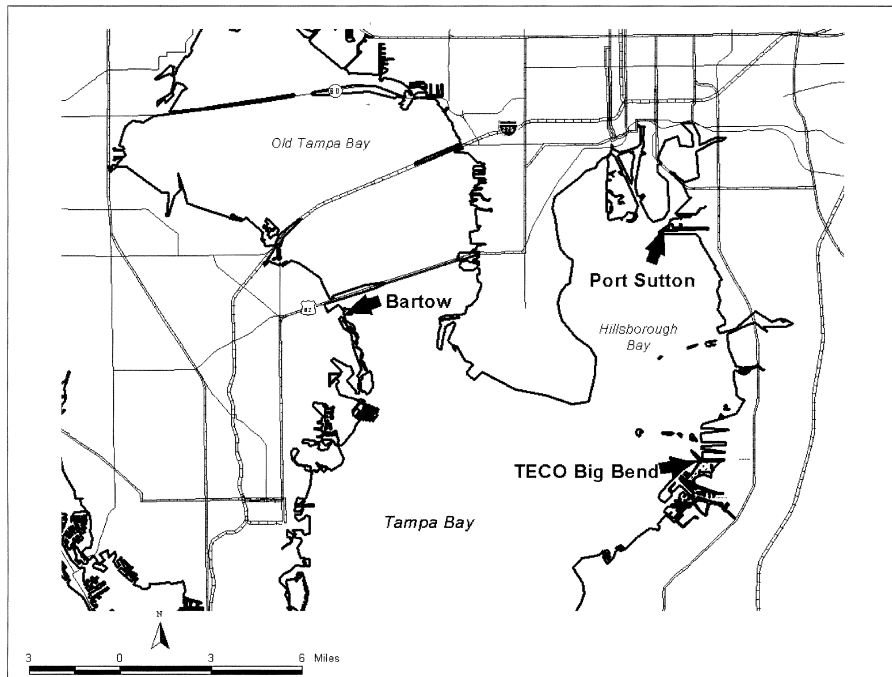 60
Old Tampa Bay
275
Port Sutton
Bartow
92
Hillsborough
Bay
TECO Big Bend
Tampa Bay
N
3 0 3 6 Miles